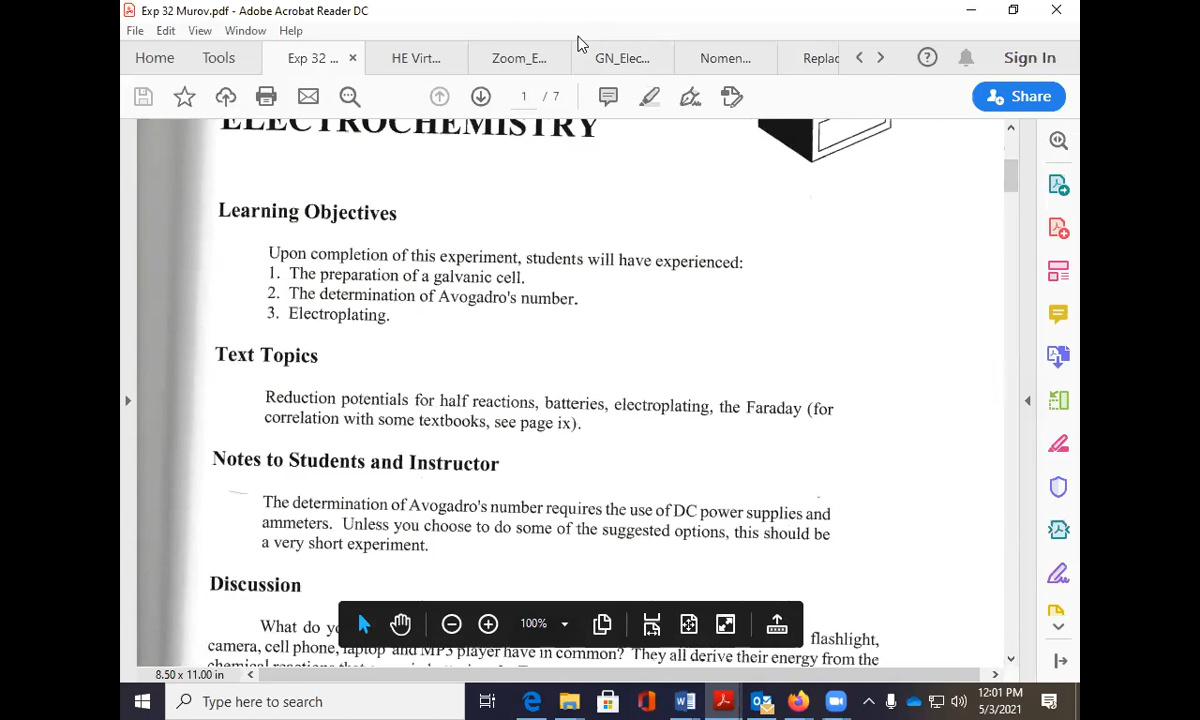 Exp 32 Murov.pdf - Adobe Acrobat Reader DC
File Edit View Window Help
Home Tools Exp 32 ... × HE Virt... Zoom_E... GN_Elec... Nomen... Replac Sign In
1 / 7 Share
ELECTROCHEMISTRY
Learning Objectives
Upon completion of this experiment, students will have experienced:
1. The preparation of a galvanic cell.
2. The determination of Avogadro's number.
3. Electroplating.
Text Topics
Reduction potentials for half reactions, batteries, electroplating, the Faraday (for
correlation with some textbooks, see page ix).
Notes to Students and Instructor
The determination of Avogadro's number requires the use of DC power supplies and
ammeters. Unless you choose to do some of the suggested options, this should be
a very short experiment.
Discussion
What do flashlight,
100%
camera, cell phone, laptop and MP3 player have in common? They all derive their energy from the
8.50 x 11.00 in
Type here to search
12:01 PM
5/3/2021